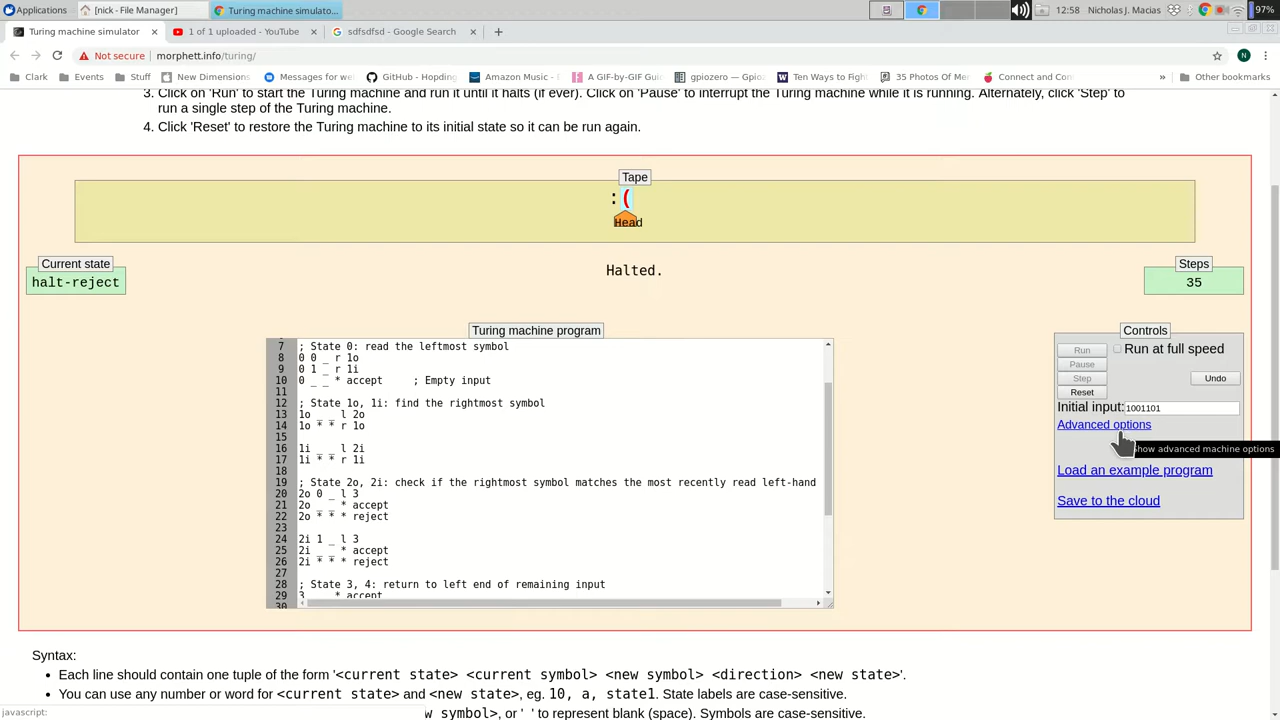 Applications [nick - File Manager] Turing machine simulato... 12:58 Nicholas J. Macias 97%
Turing machine simulator 1 of 1 uploaded - YouTube sdfsdfsd - Google Search
Not secure morphett.info/turing/ N
Clark Events Stuff New Dimensions Messages for we GitHub - Hopding Amazon Music - A GIF-by-GIF Gui gpiozero — Gpio Ten Ways to Figh 35 Photos Of Mer Connect and Com » Other bookmarks
3. Click on 'Run' to start the Turing machine and run it until it halts (if ever). Click on 'Pause' to interrupt the Turing machine while it is running. Alternately, click 'Step' to
run a single step of the Turing machine.
4. Click 'Reset' to restore the Turing machine to its initial state so it can be run again.
Tape
:(
Head
Current state
halt-reject
Halted.
Steps
35
Turing machine program
7 ; State 0: read the leftmost symbol
8 0 0 _ r 1o
9 0 1 _ r 1i
10 0 _ _ * accept ; Empty input
11
12 ; State 1o, 1i: find the rightmost symbol
13 1o _ _ l 2o
14 1o * * r 1o
15
16 1i _ _ l 2i
17 1i * * r 1i
18
19 ; State 2o, 2i: check if the rightmost symbol matches the most recently read left-hand
20 2o 0 _ l 3
21 2o _ _ * accept
22 2o * * * reject
23
24 2i 1 _ l 3
25 2i _ _ * accept
26 2i * * * reject
27
28 ; State 3, 4: return to left end of remaining input
29 3 _ _ * accept
30
Controls
Run Run at full speed
Pause
Step Undo
Reset
Initial input: 1001101
Advanced options
Show advanced machine options
Load an example program
Save to the cloud
Syntax:
• Each line should contain one tuple of the form '<current state> <current symbol> <new symbol> <direction> <new state>'.
• You can use any number or word for <current state> and <new state>, eg. 10, a, state1. State labels are case-sensitive.
w symbol>, or ' ' to represent blank (space). Symbols are case-sensitive.
javascript: